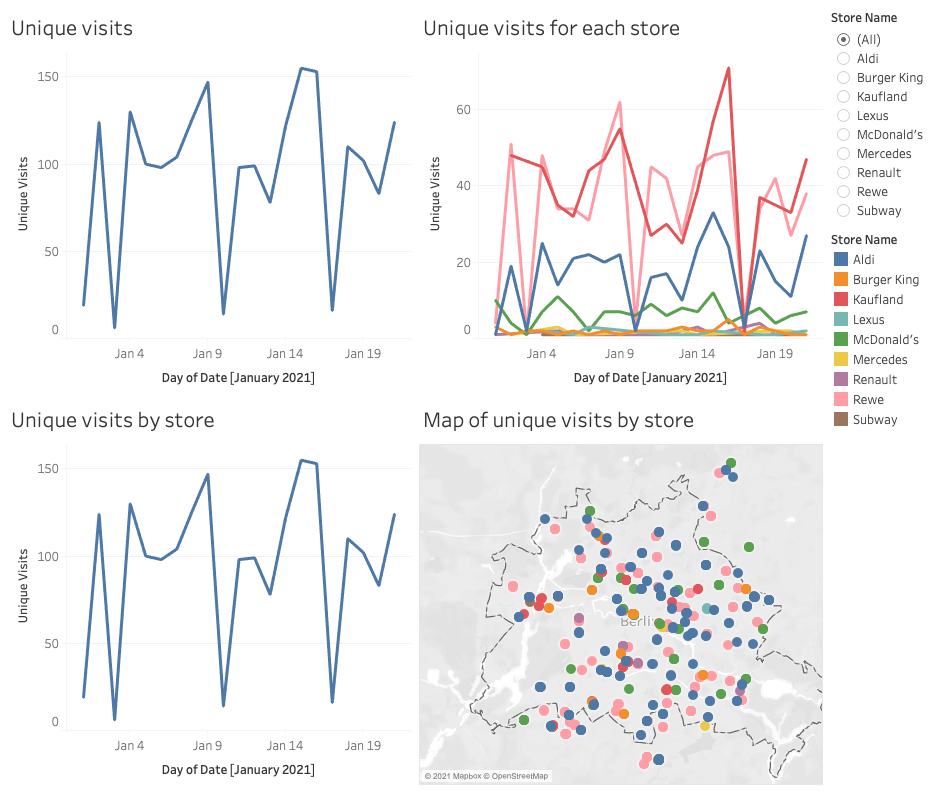 Unique visits
150
100
50
0
Unique Visits
Jan 4
Jan 9
Jan 14
Jan 19
Day of Date [January 2021]
Unique visits for each store
60
40
20
0
Unique Visits
Jan 4
Jan 9
Jan 14
Jan 19
Day of Date [January 2021]
Store Name
(All)
Aldi
Burger King
Kaufland
Lexus
McDonald's
Mercedes
Renault
Rewe
Subway
Store Name
Aldi
Burger King
Kaufland
Lexus
McDonald's
Mercedes
Renault
Rewe
Subway
Unique visits by store
150
100
50
0
Unique Visits
Jan 4
Jan 9
Jan 14
Jan 19
Day of Date [January 2021]
Map of unique visits by store
Berlin
© 2021 Mapbox © OpenStreetMap